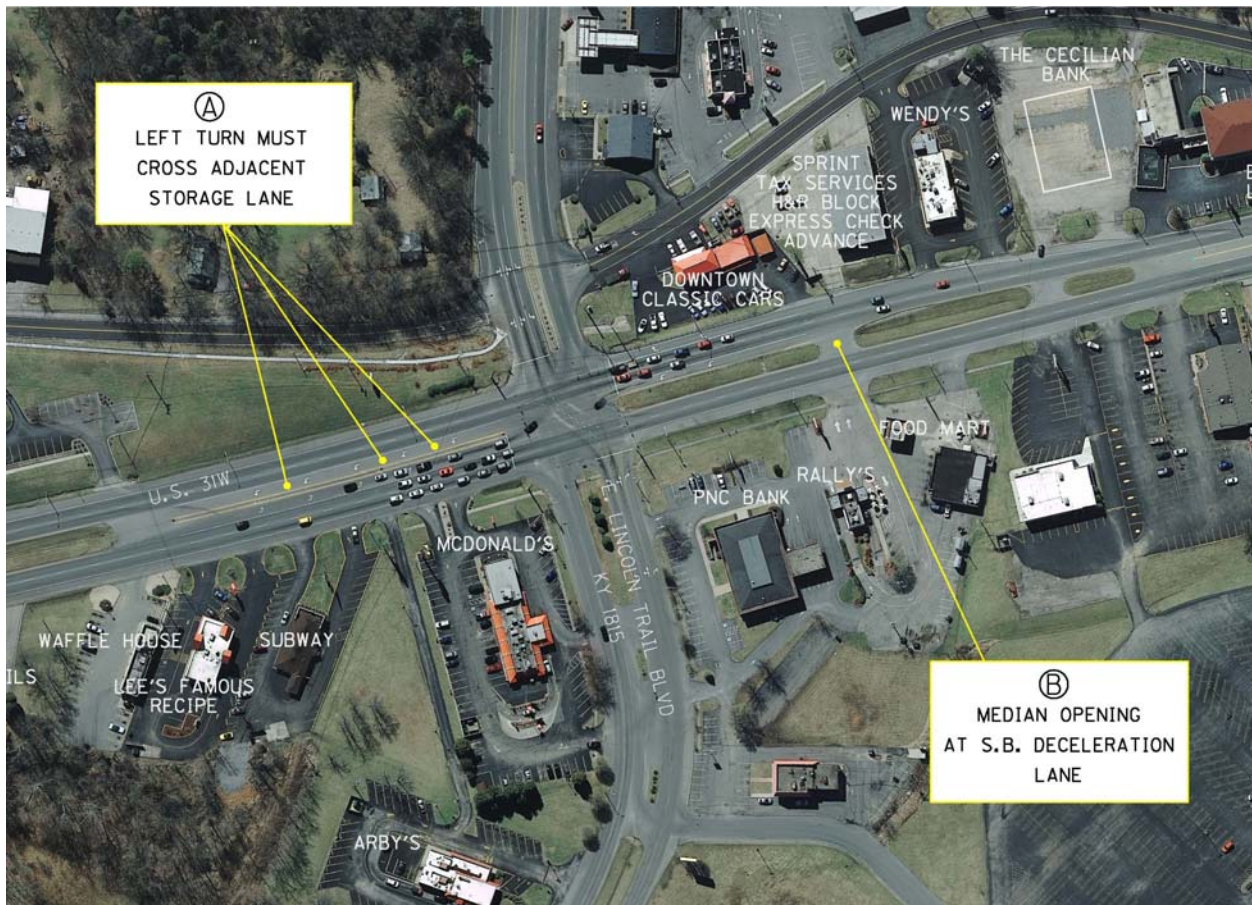 Ⓐ
LEFT TURN MUST
CROSS ADJACENT
STORAGE LANE
THE CECILIAN
BANK
WENDY'S
SPRINT
TAX SERVICES
H&R BLOCK
EXPRESS CHECK
ADVANCE
DOWNTOWN
CLASSIC CARS
U.S. 31W
FOOD MART
RALLY'S
PNC BANK
MCDONALD'S
E. LINCOLN TRAIL BLVD
KY 1815
WAFFLE HOUSE
SUBWAY
LEE'S FAMOUS
RECIPE
ILS
ARBY'S
Ⓑ
MEDIAN OPENING
AT S.B. DECELERATION
LANE